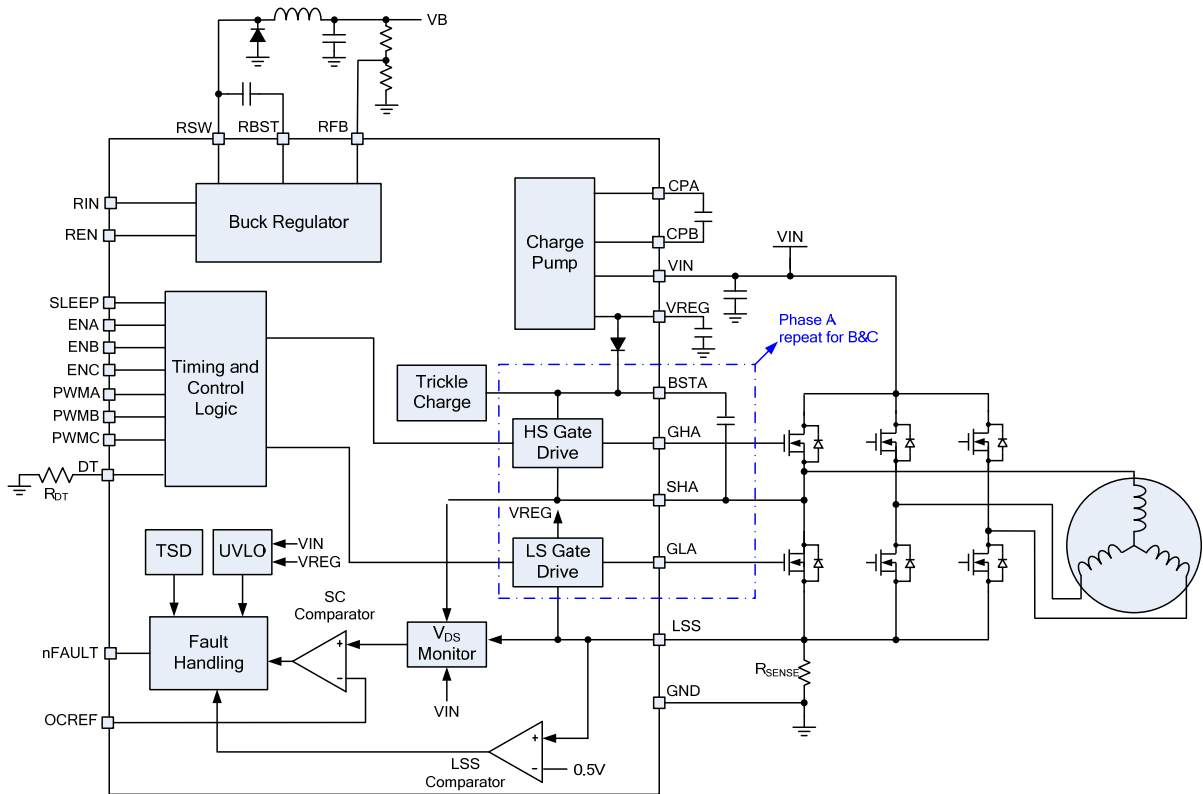 VB
RSW
RBST
RFB
RIN
REN
Buck Regulator
Charge
Pump
CPA
CPB
VIN
VREG
VIN
Phase A
repeat for B&C
SLEEP
ENA
ENB
ENC
PWMA
PWMB
PWMC
DT
RDT
Timing and
Control
Logic
Trickle
Charge
BSTA
HS Gate
Drive
GHA
SHA
VREG
LS Gate
Drive
GLA
TSD
UVLO
VIN
VREG
SC
Comparator
Fault
Handling
nFAULT
VDS
Monitor
VIN
LSS
RSENSE
GND
OCREF
LSS
Comparator
0.5V
+
−
+
−